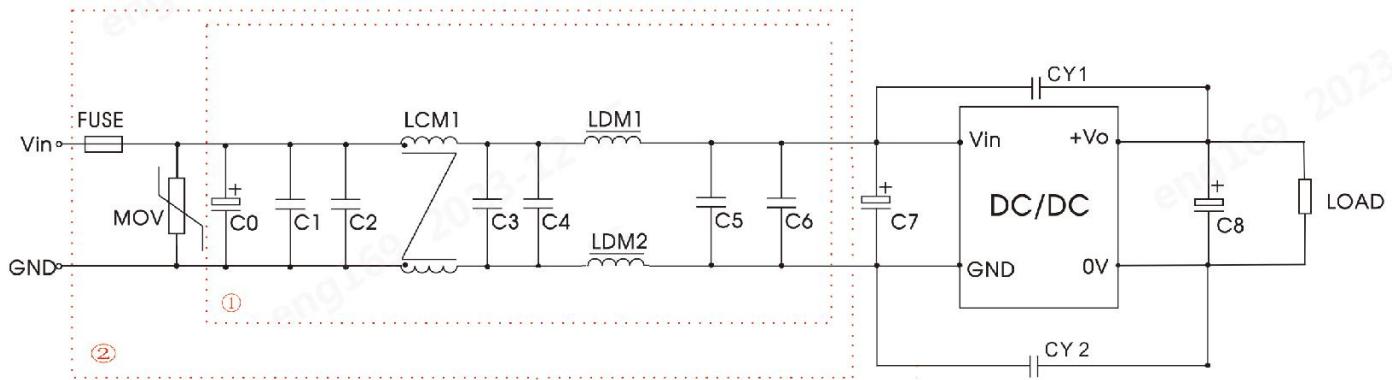 CY1
FUSE
LCM1
LDM1
Vin
Vin
+Vo
+
+
+
MOV
C0
C1
C2
C3
C4
C5
C6
C7
DC/DC
C8
LOAD
LDM2
GND
GND
0V
①
②
CY 2